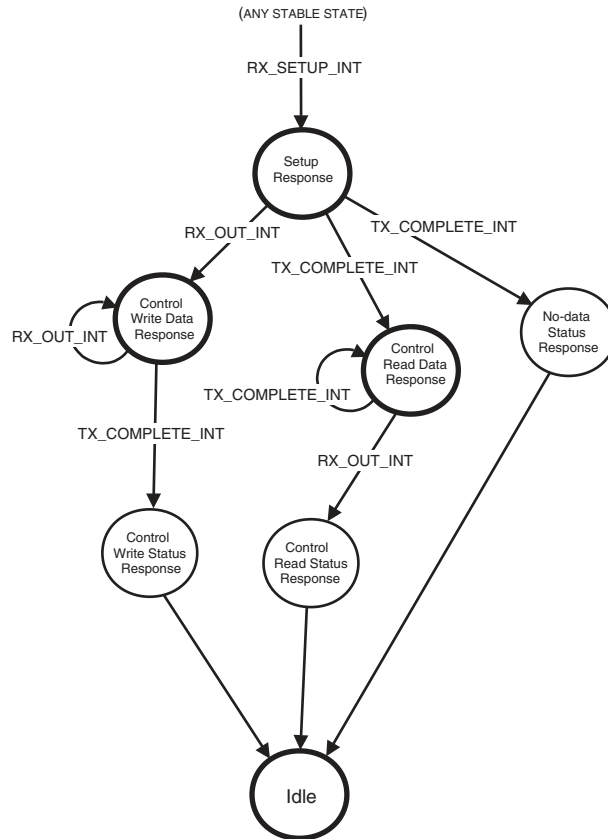 (ANY STABLE STATE)
RX_SETUP_INT
Setup
Response
RX_OUT_INT
TX_COMPLETE_INT
TX_COMPLETE_INT
Control
Write Data
Response
RX_OUT_INT
No-data
Status
Response
Control
Read Data
Response
TX_COMPLETE_INT
TX_COMPLETE_INT
RX_OUT_INT
Control
Write Status
Response
Control
Read Status
Response
Idle